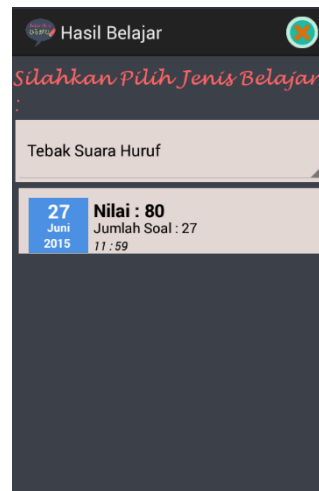 Hasil Belajar
Silahkan Pilih Jenis Belajar
:
Tebak Suara Huruf
27
Juni
2015
Nilai : 80
Jumlah Soal : 27
11:59